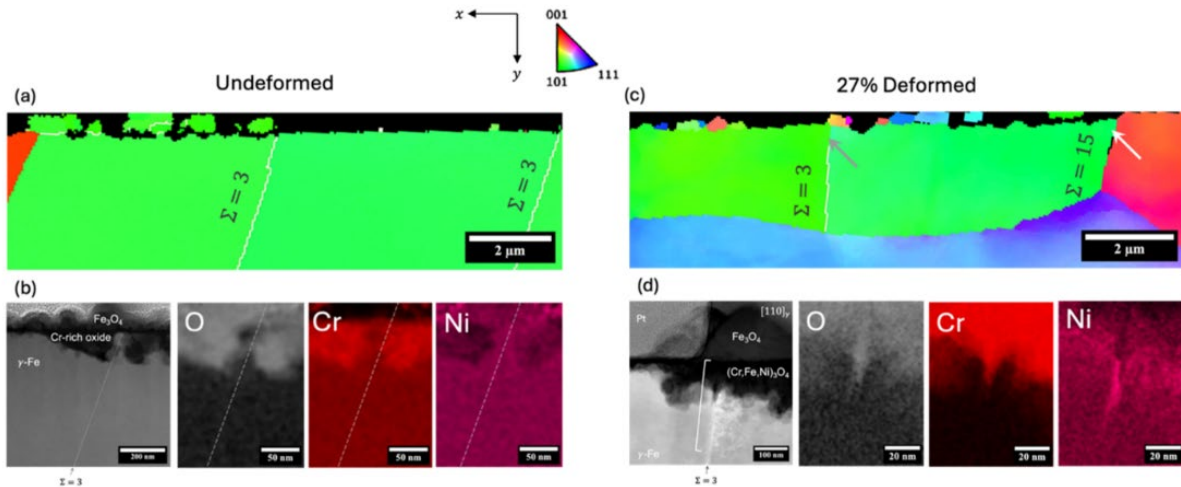 x
y
001
101
111
Undeformed
27% Deformed
(a)
Σ = 3
Σ = 3
2 μm
(c)
Σ = 3
Σ = 15
2 μm
(b)
Fe₃O₄
Cr-rich oxide
γ-Fe
200 nm
Σ = 3
O
50 nm
Cr
50 nm
Ni
50 nm
(d)
Pt
[110]γ
Fe₃O₄
(Cr,Fe,Ni)₃O₄
γ-Fe
100 nm
Σ = 3
O
20 nm
Cr
20 nm
Ni
20 nm